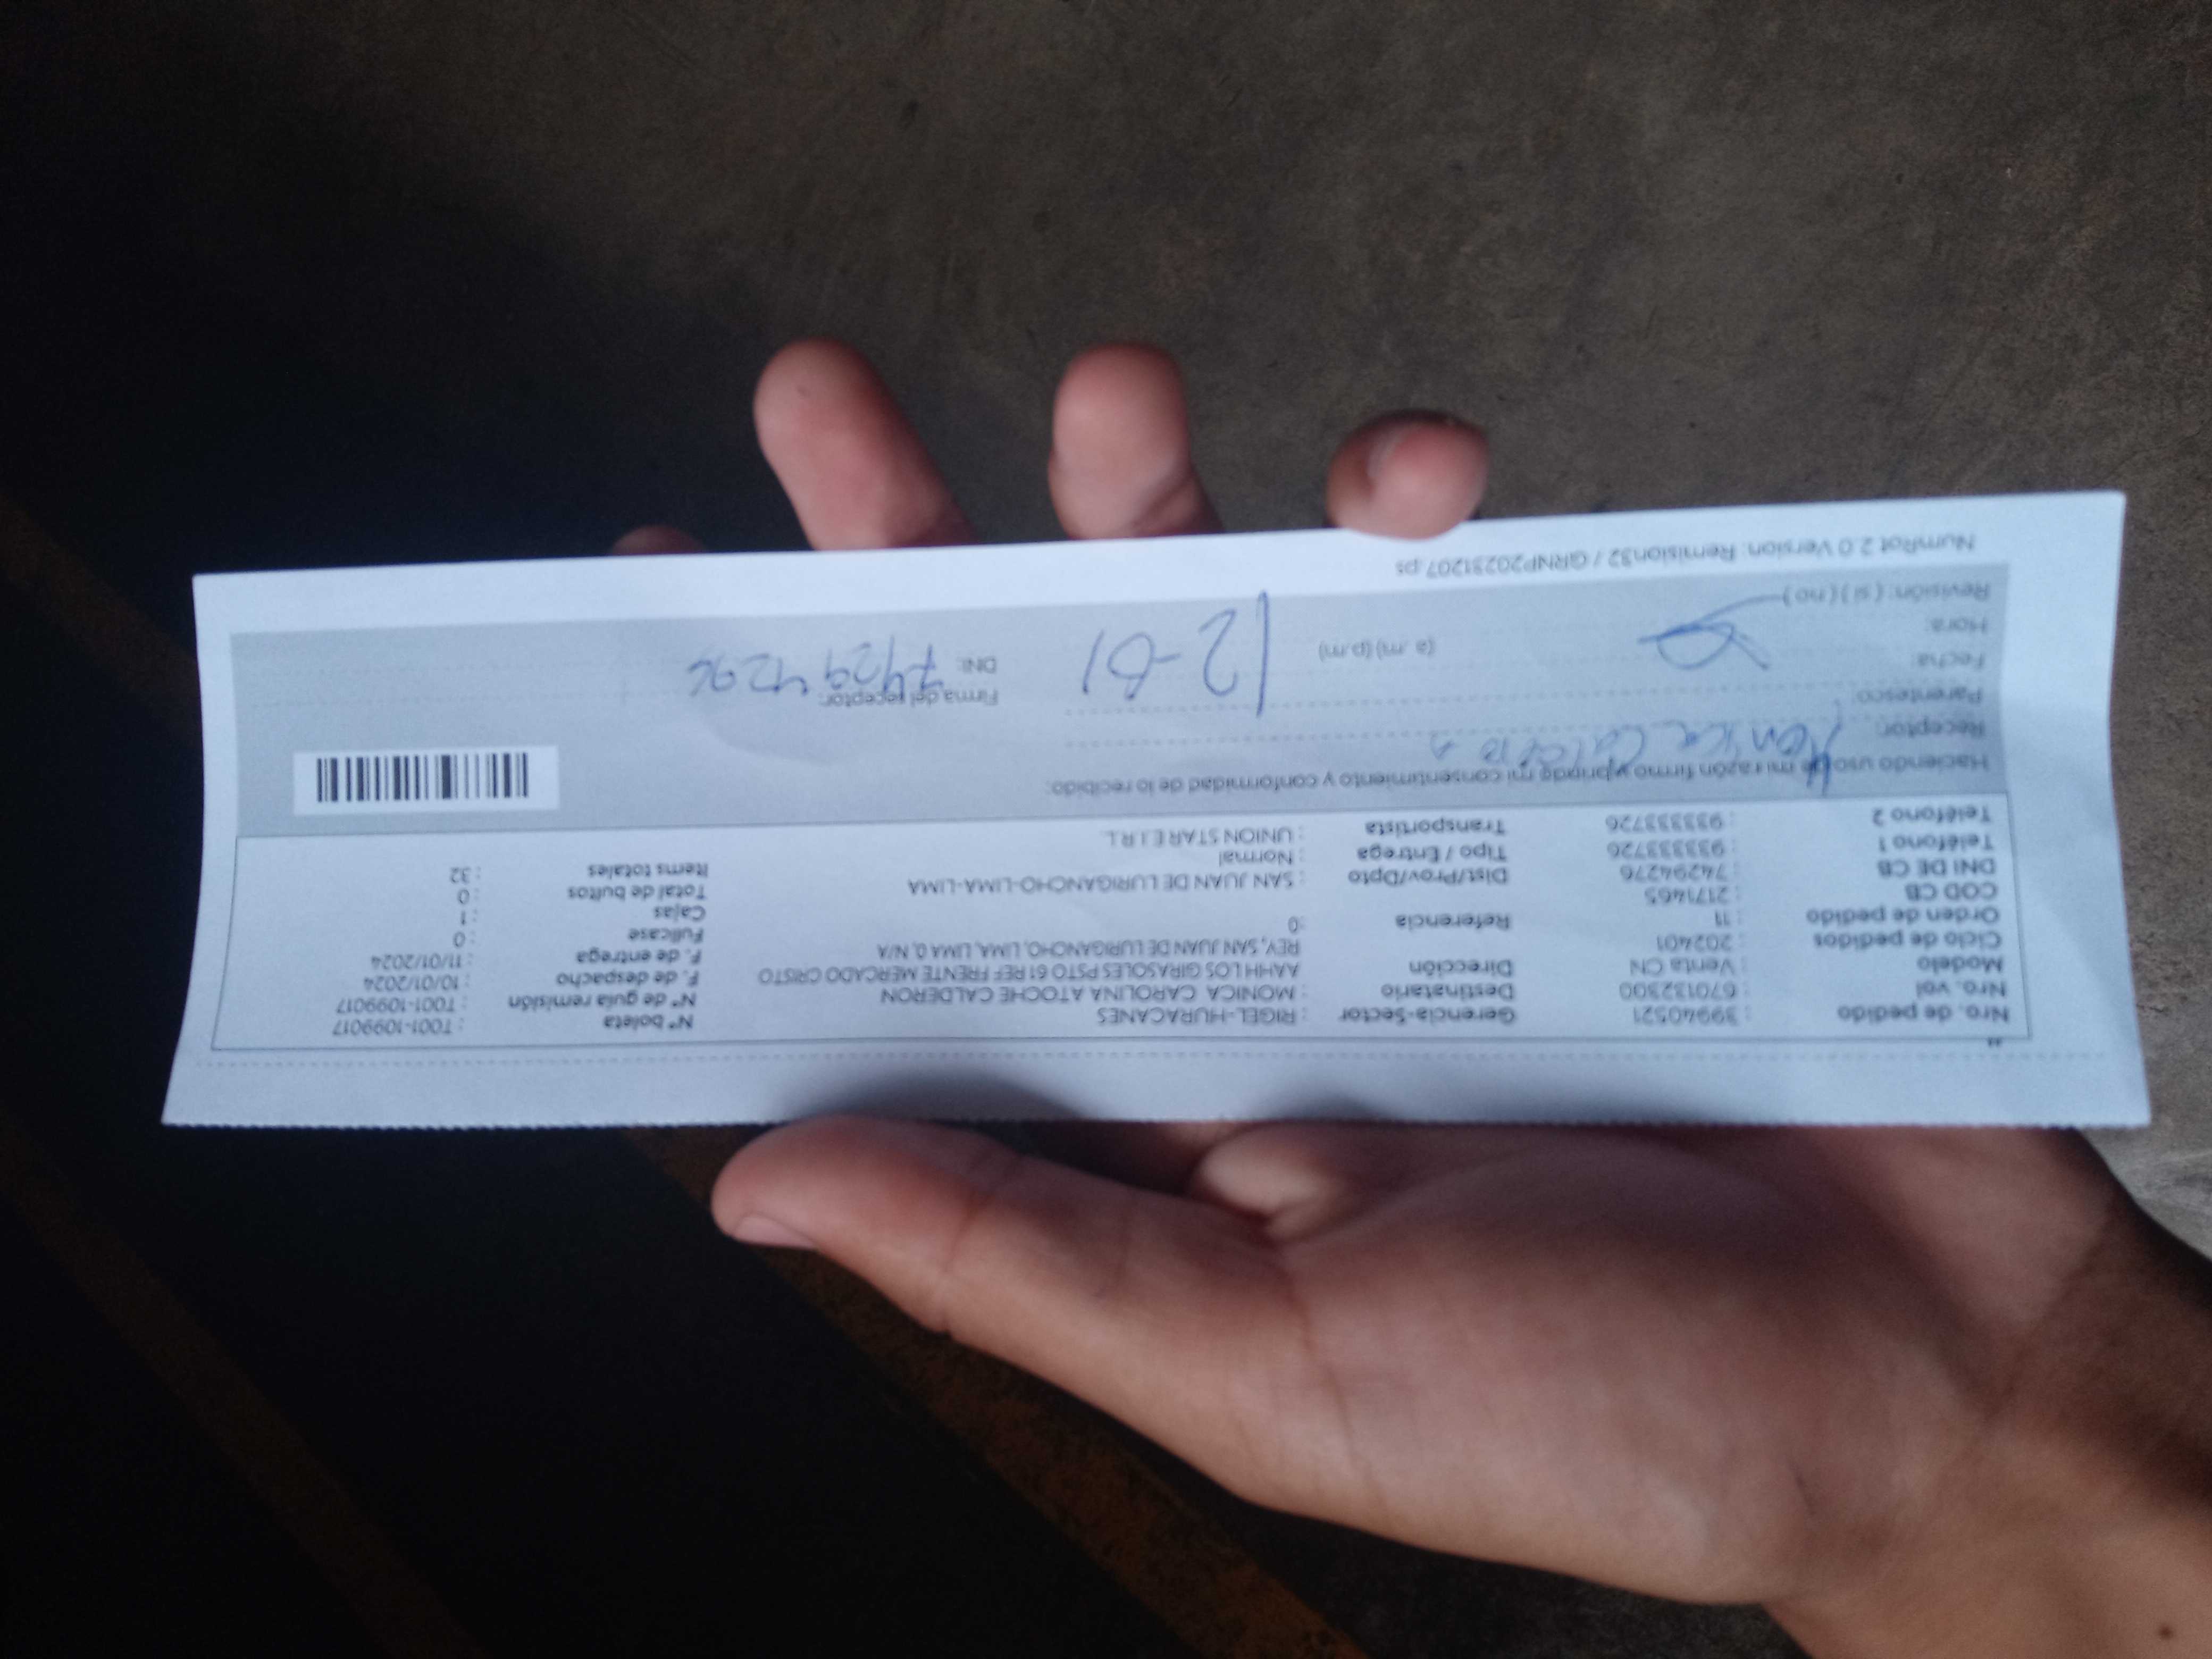 11
Nro. de pedido : 39940521 Gerencia-Sector : RIGEL-HURACANES N° boleta : T001-1099017
Nro. vol : 670132300 Destinatario : MONICA CAROLINA ATOCHE CALDERON N° de guía remisión : T001-1099017
Modelo : Venta CN Dirección AAHH LOS GIRASOLES PSTO 61 REF FRENTE MERCADO CRISTO F. de despacho : 10/01/2024
Ciclo de pedidos : 202401 REY, SAN JUAN DE LURIGANCHO, LIMA, LIMA 0, N/A F. de entrega : 11/01/2024
Orden de pedido : 11 Referencia :0 Fullcase : 0
COD CB : 2171465 Cajas : 1
DNI DE CB : 74294276 Dist/Prov/Dpto : SAN JUAN DE LURIGANCHO-LIMA-LIMA Total de bultos : 0
Teléfono 1 : 933333726 Tipo / Entrega : Normal Items totales : 32
Teléfono 2 : 933333726 Transportista : UNION STAR E.I.R.L
Haciendo uso de mi razón firmo y brindo mi consentimiento y conformidad de lo recibido:
Receptor: Monica
Parentesco: Firma del receptor:
Fecha: 12-01 DNI:
Hora: (a .m) (p.m)
Revisión: ( si ) ( no )
NumRot 2.0 Version: Remision32 / GRNP20231207.ps